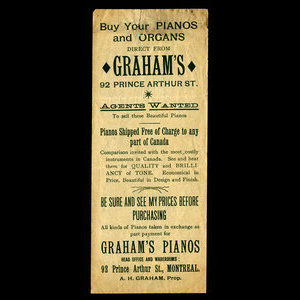 Buy Your PIANOS
and ORGANS
DIRECT FROM
GRAHAM'S
92 PRINCE ARTHUR ST.
AGENTS WANTED
To sell these Beautiful Pianos
Pianos Shipped Free of Charge to any
part of Canada
Comparison invited with the most costly
instruments in Canada. See and hear
them for QUALITY and BRILLI
ANCY of TONE. Economical in
Price, Beautiful in Design and Finish.
BE SURE AND SEE MY PRICES BEFORE
PURCHASING
All kinds of Pianos taken in exchange as
part payment for
GRAHAM'S PIANOS
HEAD OFFICE AND WAREROOMS:
92 Prince Arthur St., MONTREAL.
A. H. GRAHAM, Prop.